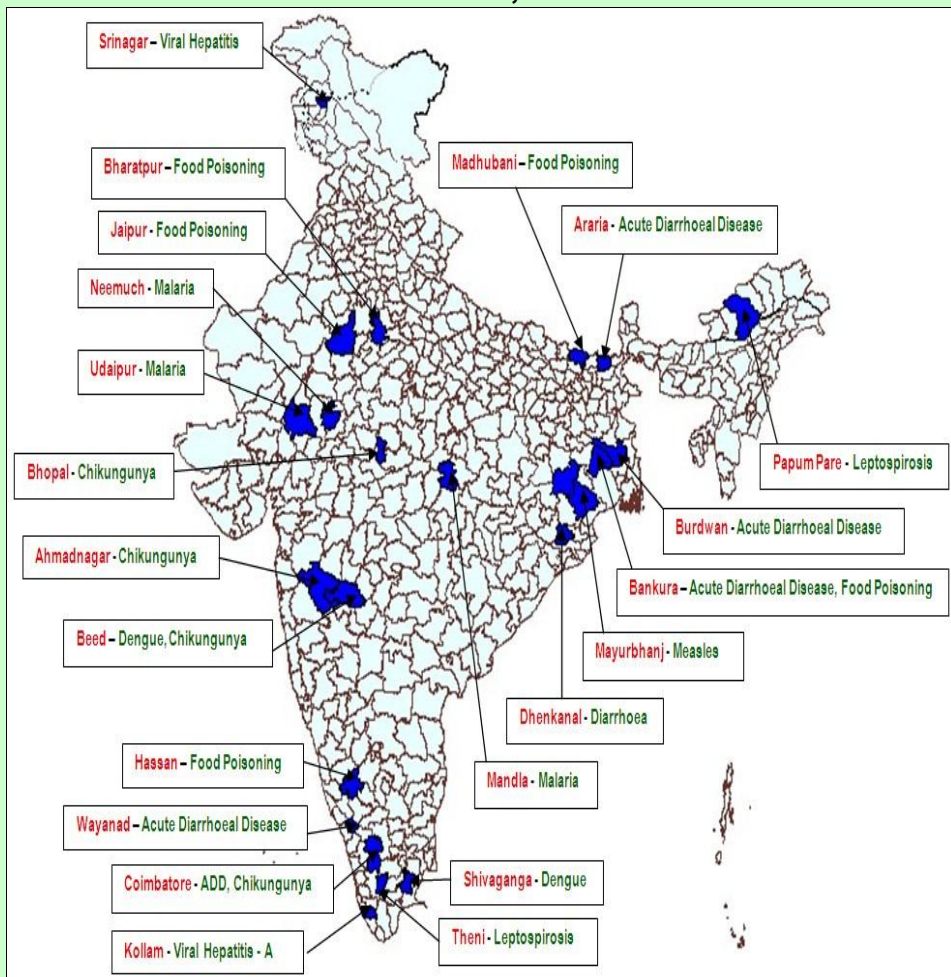 Srinagar – Viral Hepatitis
Bharatpur – Food Poisoning
Madhubani – Food Poisoning
Jaipur - Food Poisoning
Araria - Acute Diarrhoeal Disease
Neemuch - Malaria
Udaipur - Malaria
Bhopal - Chikungunya
Papum Pare - Leptospirosis
Burdwan - Acute Diarrhoeal Disease
Ahmadnagar - Chikungunya
Bankura – Acute Diarrhoeal Disease, Food Poisoning
Beed – Dengue, Chikungunya
Mayurbhanj - Measles
Dhenkanal - Diarrhoea
Hassan – Food Poisoning
Mandla - Malaria
Wayanad – Acute Diarrhoeal Disease
Coimbatore - ADD, Chikungunya
Shivaganga - Dengue
Theni - Leptospirosis
Kollam - Viral Hepatitis - A